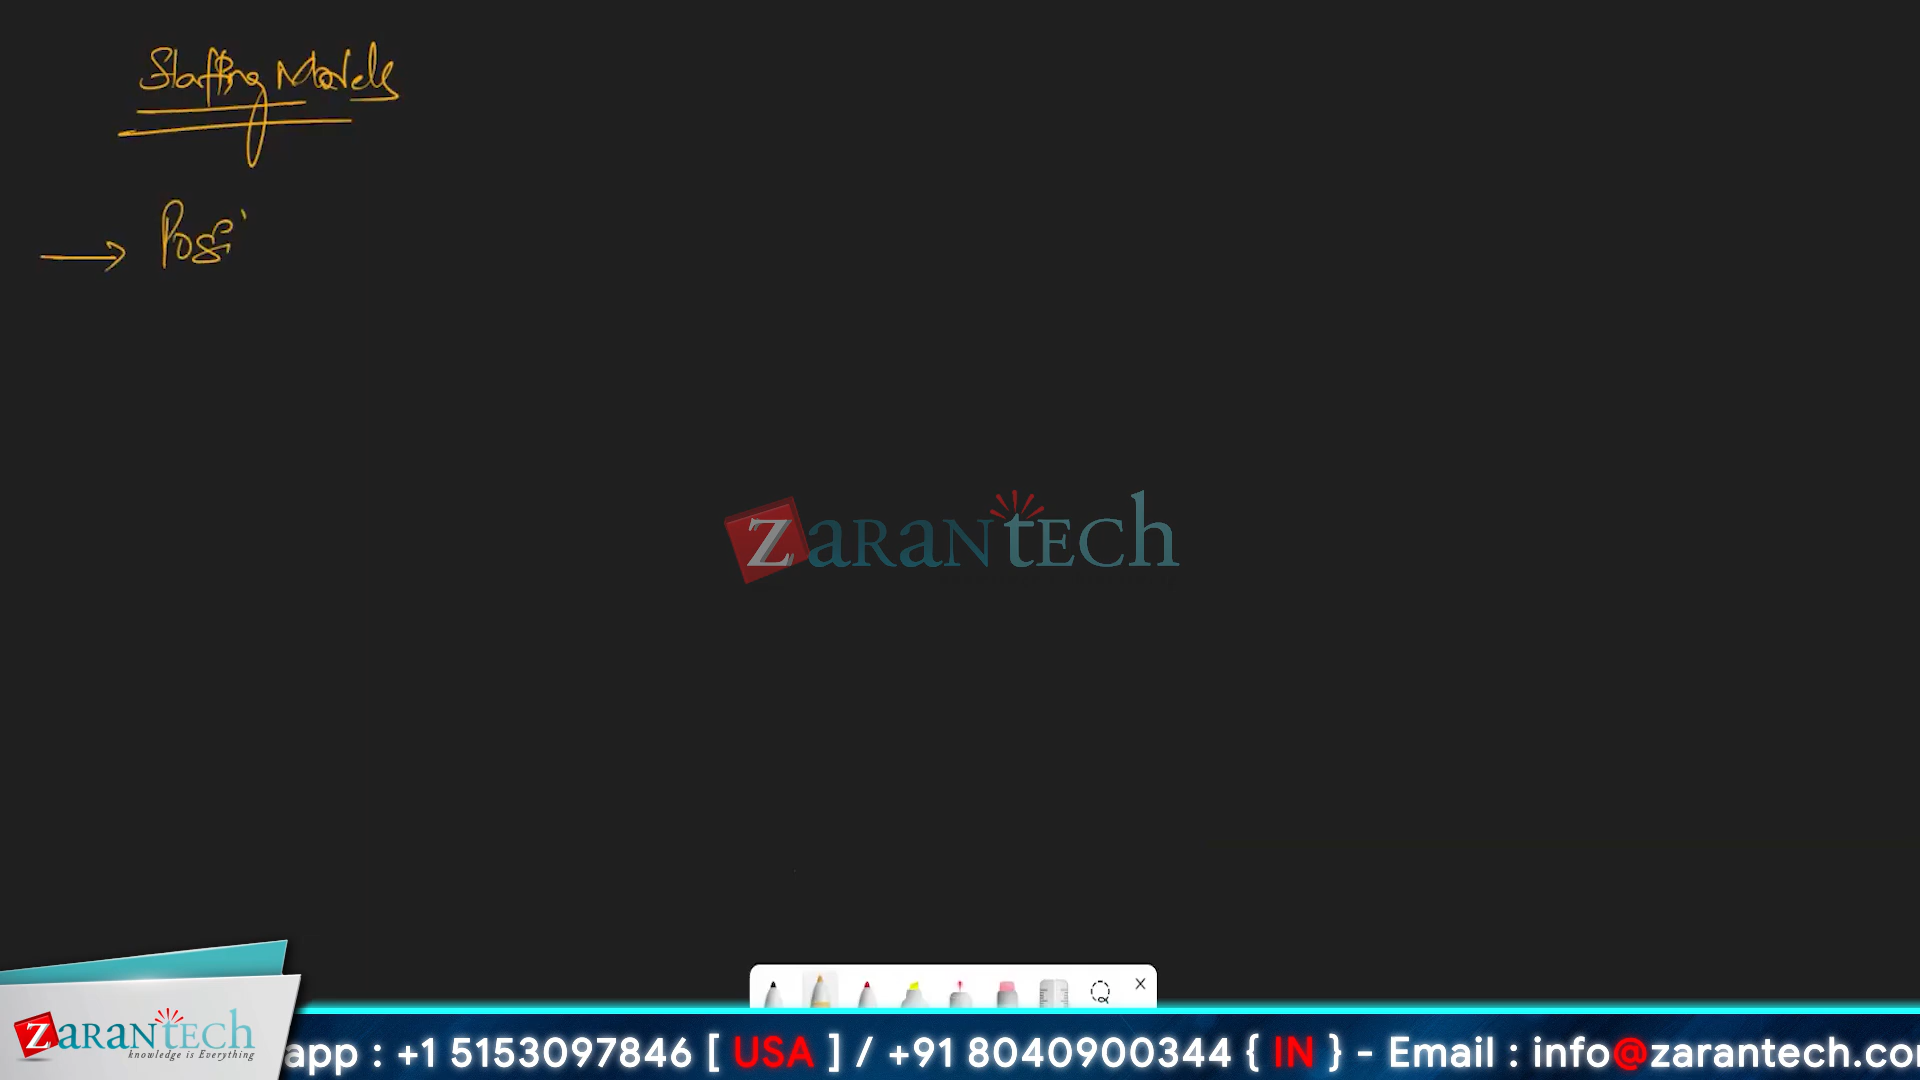 Staffing Models
→ Posi
ZaranTech
ZaranTech
knowledge is Everything
app : +1 5153097846 [ USA ] / +91 8040900344 { IN } - Email : info@zarantech.co